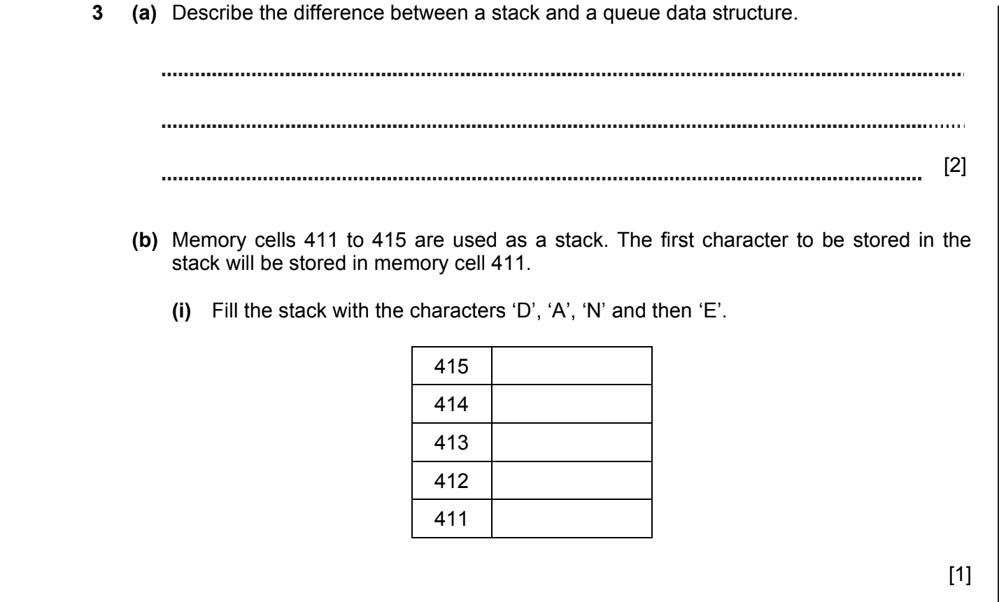 3 (a) Describe the difference between a stack and a queue data structure.
[2]
(b) Memory cells 411 to 415 are used as a stack. The first character to be stored in the
stack will be stored in memory cell 411.
(i) Fill the stack with the characters ‘D’, ‘A’, ‘N’ and then ‘E’.
415
414
413
412
411
[1]